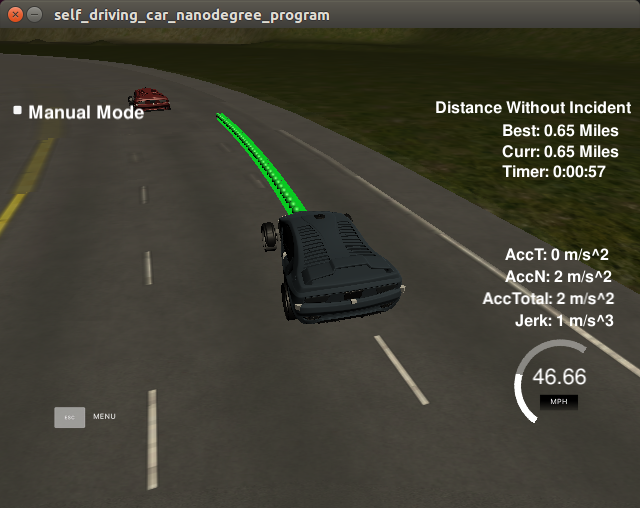 self_driving_car_nanodegree_program
Manual Mode
Distance Without Incident
Best: 0.65 Miles
Curr: 0.65 Miles
Timer: 0:00:57
AccT: 0 m/s^2
AccN: 2 m/s^2
AccTotal: 2 m/s^2
Jerk: 1 m/s^3
46.66
MPH
ESC MENU